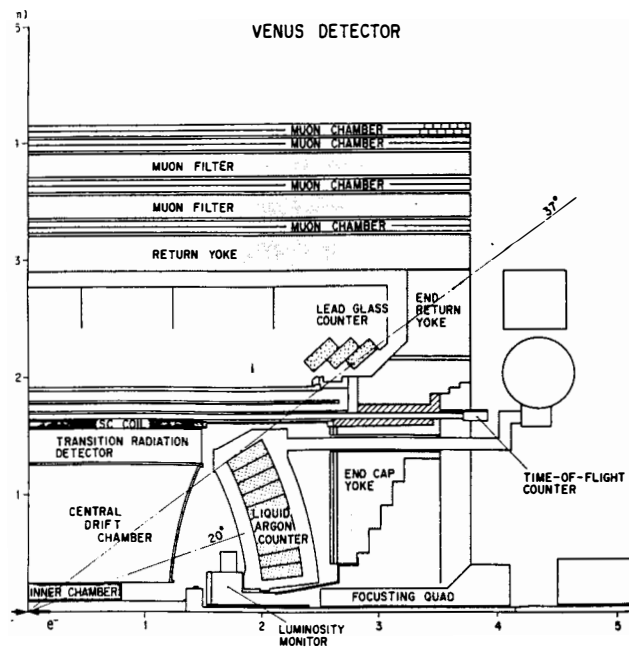 m)
5
VENUS DETECTOR
MUON CHAMBER
4
MUON CHAMBER
MUON FILTER
MUON CHAMBER
MUON FILTER
37°
MUON CHAMBER
RETURN YOKE
3
LEAD GLASS
COUNTER
END
RETURN
YOKE
2
SC COIL
TRANSITION RADIATION
DETECTOR
END CAP
YOKE
TIME-OF-FLIGHT
COUNTER
1
CENTRAL
DRIFT
CHAMBER
20°
LIQUID
ARGON
COUNTER
INNER CHAMBER
FOCUSTING QUAD
e-
1
2
3
4
5
LUMINOSITY
MONITOR